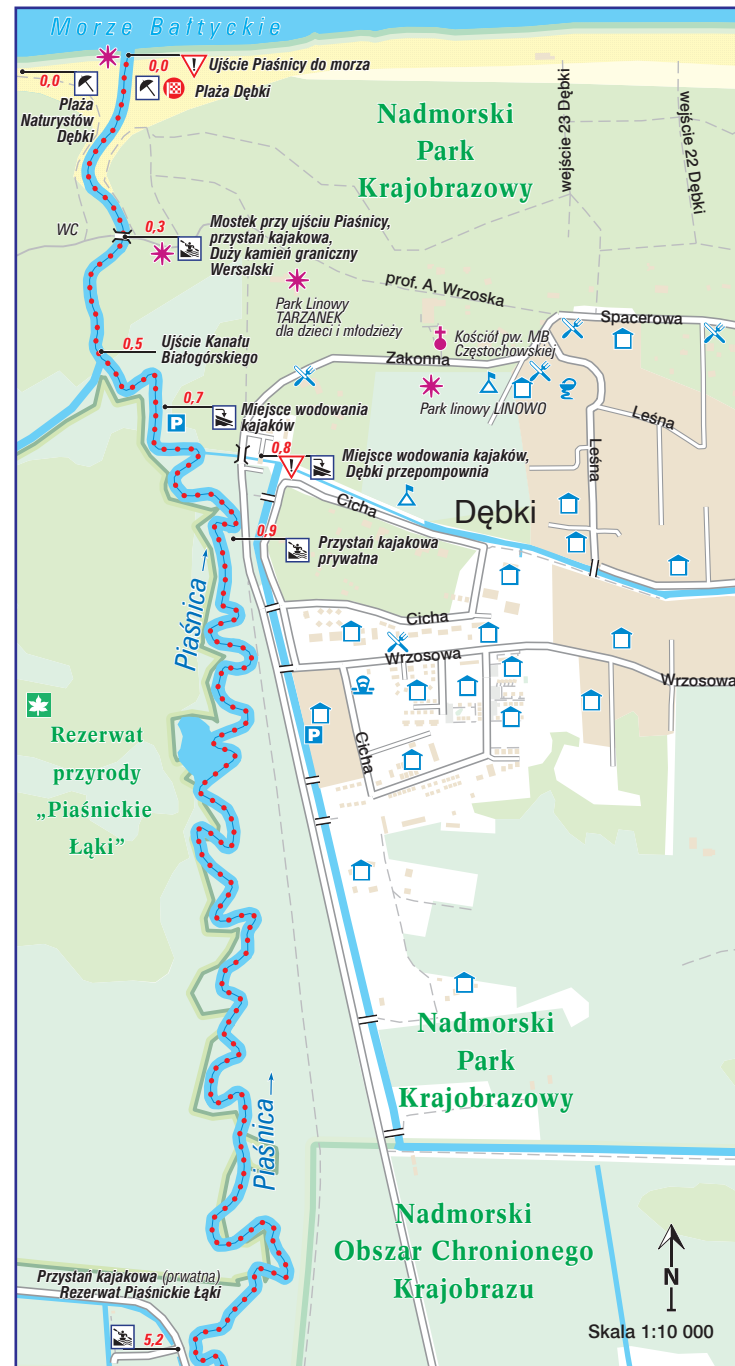 Morze Bałtyckie
0,0
0,0
! Ujście Piaśnicy do morza
Plaża Dębki
Plaża
Naturystów
Dębki
Nadmorski
Park
Krajobrazowy
wejście 23 Dębki
wejście 22 Dębki
WC
0,3
Mostek przy ujściu Piaśnicy,
przystań kajakowa,
Duży kamień graniczny
Wersalski
Park Linowy
TARZANEK
dla dzieci i młodzieży
prof. A. Wrzoska
Spacerowa
Kościół pw. MB
Częstochowskiej
Zakonna
Park linowy LINOWO
0,5
Ujście Kanału
Białogórskiego
0,7
P
Miejsce wodowania
kajaków
Leśna
Leśna
0,8
!
Miejsce wodowania kajaków,
Dębki przepompownia
Cicha
Dębki
0,9
Przystań kajakowa
prywatna
Piaśnica
Cicha
Wrzosowa
Wrzosowa
P
Cicha
Rezerwat
przyrody
„Piaśnickie
Łąki”
Nadmorski
Park
Krajobrazowy
Piaśnica
Nadmorski
Obszar Chronionego
Krajobrazu
Przystań kajakowa (prwatna)
Rezerwat Piaśnickie Łąki
5,2
N
Skala 1:10 000